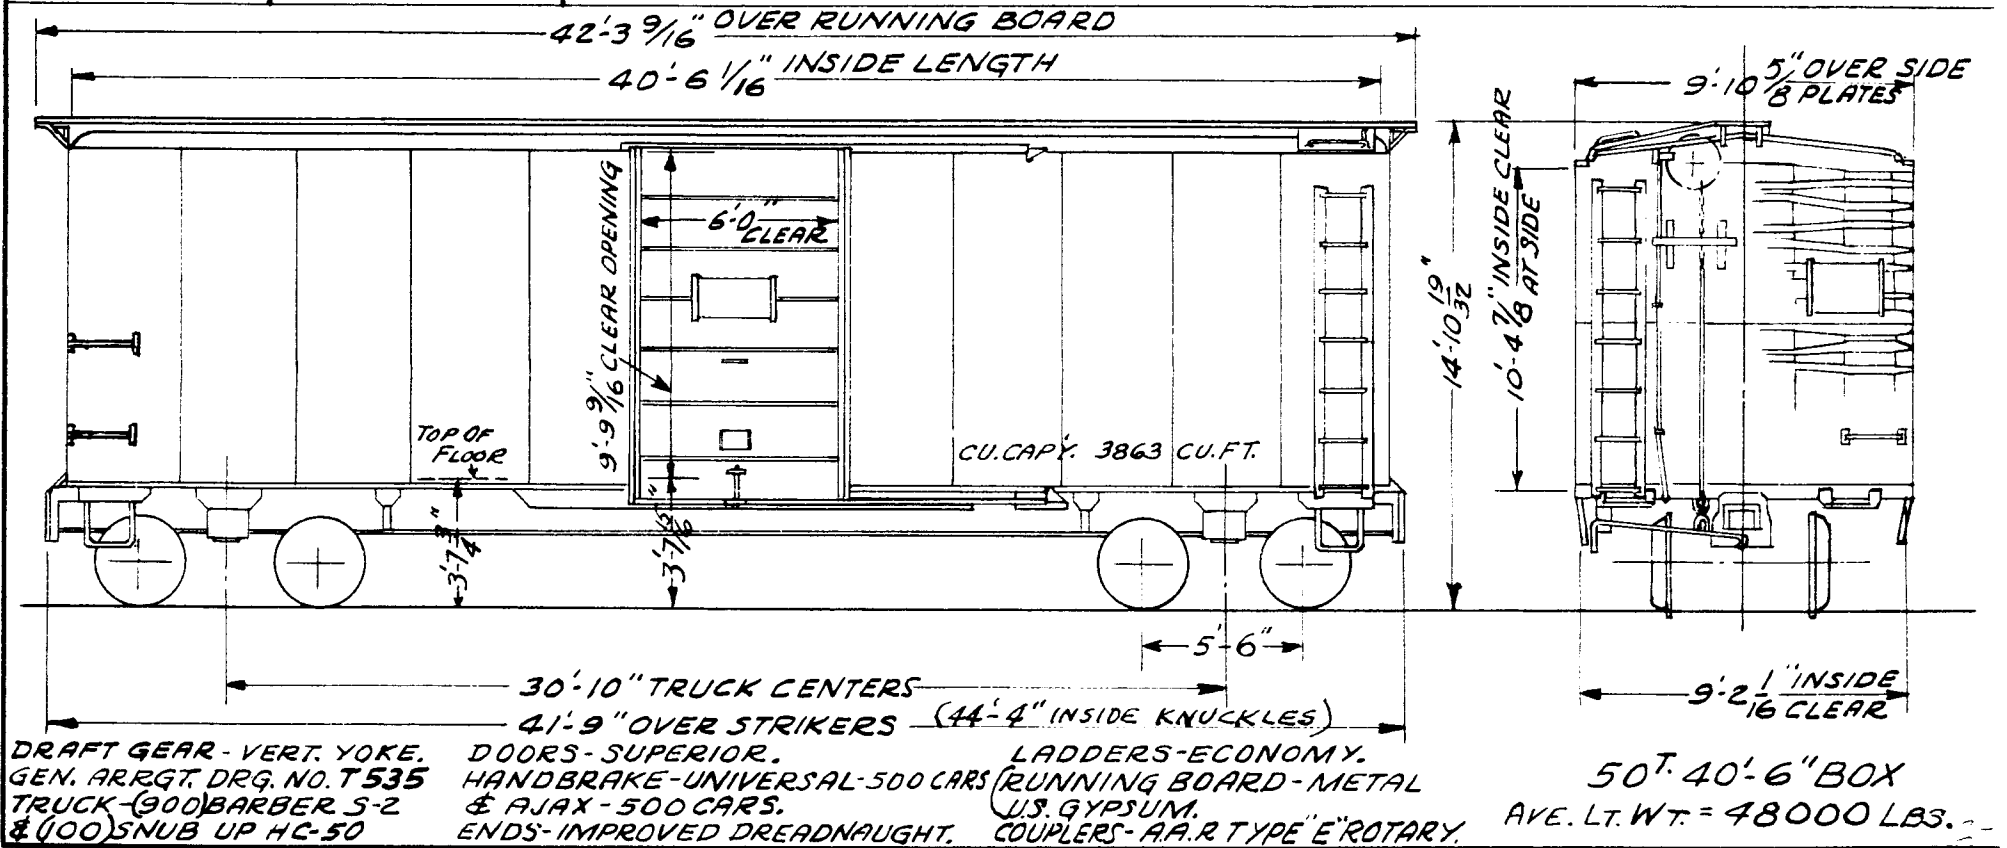 42'-3 9/16" OVER RUNNING BOARD
40'-6 1/16" INSIDE LENGTH
9'-10 5/8" OVER SIDE
PLATES
9'-9 9/16" CLEAR OPENING
6'-0"
CLEAR
14'-10 19/32"
10'-4 7/8" INSIDE CLEAR
AT SIDE
TOP OF
FLOOR
CU.CAP'Y. 3863 CU.FT.
3'-7 3/4"
5'-6"
30'-10" TRUCK CENTERS
41'-9" OVER STRIKERS (44'-4" INSIDE KNUCKLES)
9'-2 1/16" INSIDE
CLEAR
DRAFT GEAR - VERT. YOKE.
GEN. ARRGT. DRG. NO. T535
TRUCK-(900) BARBER S-2
& (100) SNUB UP HC-50
DOORS - SUPERIOR.
HANDBRAKE-UNIVERSAL-500 CARS
& AJAX - 500 CARS.
ENDS-IMPROVED DREADNAUGHT.
LADDERS-ECONOMY.
RUNNING BOARD-METAL
U.S. GYPSUM.
COUPLERS-A.A.R TYPE "E" ROTARY.
50T. 40'-6" BOX
AVE. LT. WT. = 48000 LBS.